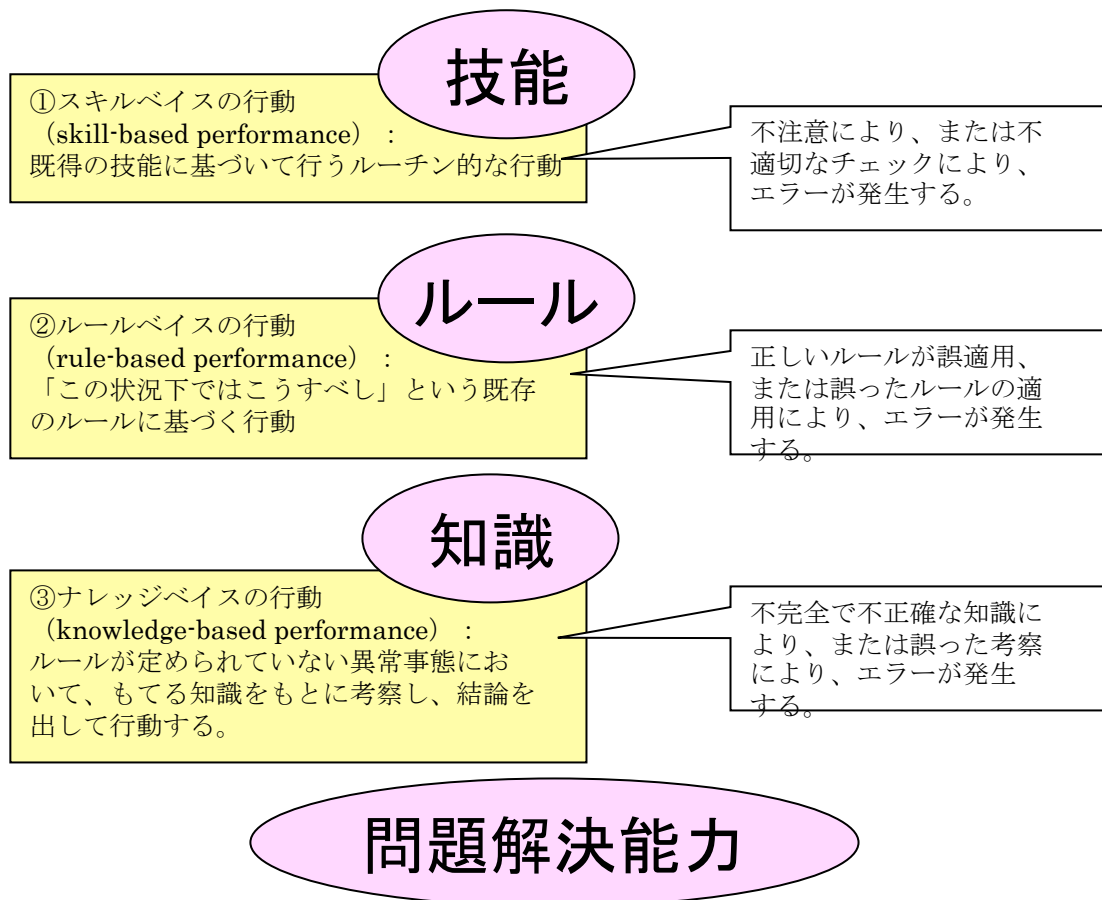 技能
①スキルベイスの行動
（skill-based performance）：
既得の技能に基づいて行うルーチン的な行動
不注意により、または不
適切なチェックにより、
エラーが発生する。
ルール
②ルールベイスの行動
（rule-based performance）：
「この状況下ではこうすべし」という既存
のルールに基づく行動
正しいルールが誤適用、
または誤ったルールの適
用により、エラーが発生
する。
知識
③ナレッジベイスの行動
（knowledge-based performance）：
ルールが定められていない異常事態にお
いて、もてる知識をもとに考察し、結論を
出して行動する。
不完全で不正確な知識に
より、または誤った考察
により、エラーが発生
する。
問題解決能力